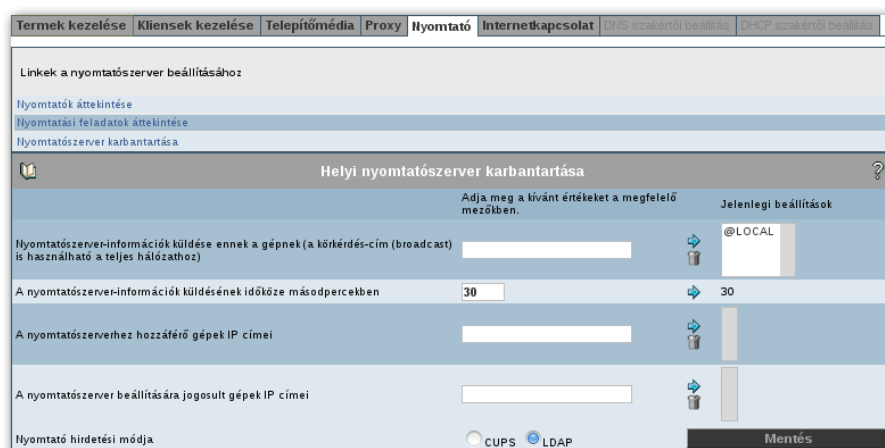 Termek kezelése Kliensek kezelése Telepítőmédia Proxy Nyomtató Internetkapcsolat DNS szakértői beállítás DHCP szakértői beállítás
Linkek a nyomtatószerver beállításához
Nyomtatók áttekintése
Nyomtatási feladatok áttekintése
Nyomtatószerver karbantartása
Helyi nyomtatószerver karbantartása
?
Adja meg a kívánt értékeket a megfelelő
mezőkben.
Jelenlegi beállítások
Nyomtatószerver-információk küldése ennek a gépnek (a körkérdés-cím (broadcast)
is használható a teljes hálózathoz)
@LOCAL
A nyomtatószerver-információk küldésének időköze másodpercekben 30 30
A nyomtatószerverhez hozzáférő gépek IP címei
A nyomtatószerver beállítására jogosult gépek IP címei
Nyomtató hirdetési módja CUPS LDAP Mentés